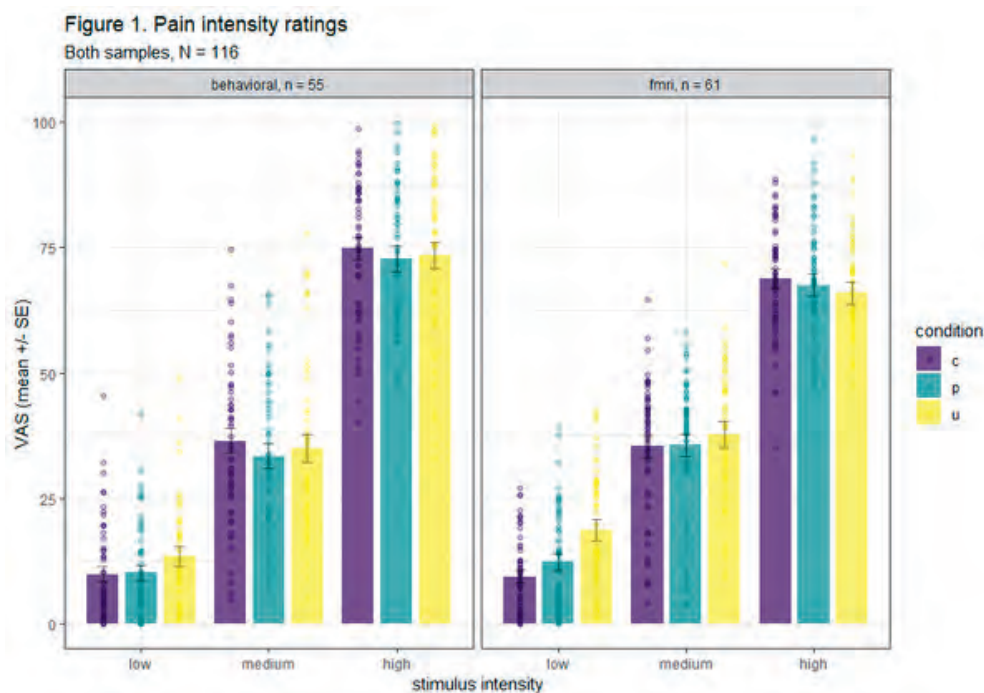 Figure 1. Pain intensity ratings
Both samples, N = 116
behavioral, n = 55
fmri, n = 61
100
75
50
25
0
VAS (mean +/- SE)
low
medium
high
low
medium
high
stimulus intensity
condition
c
p
u